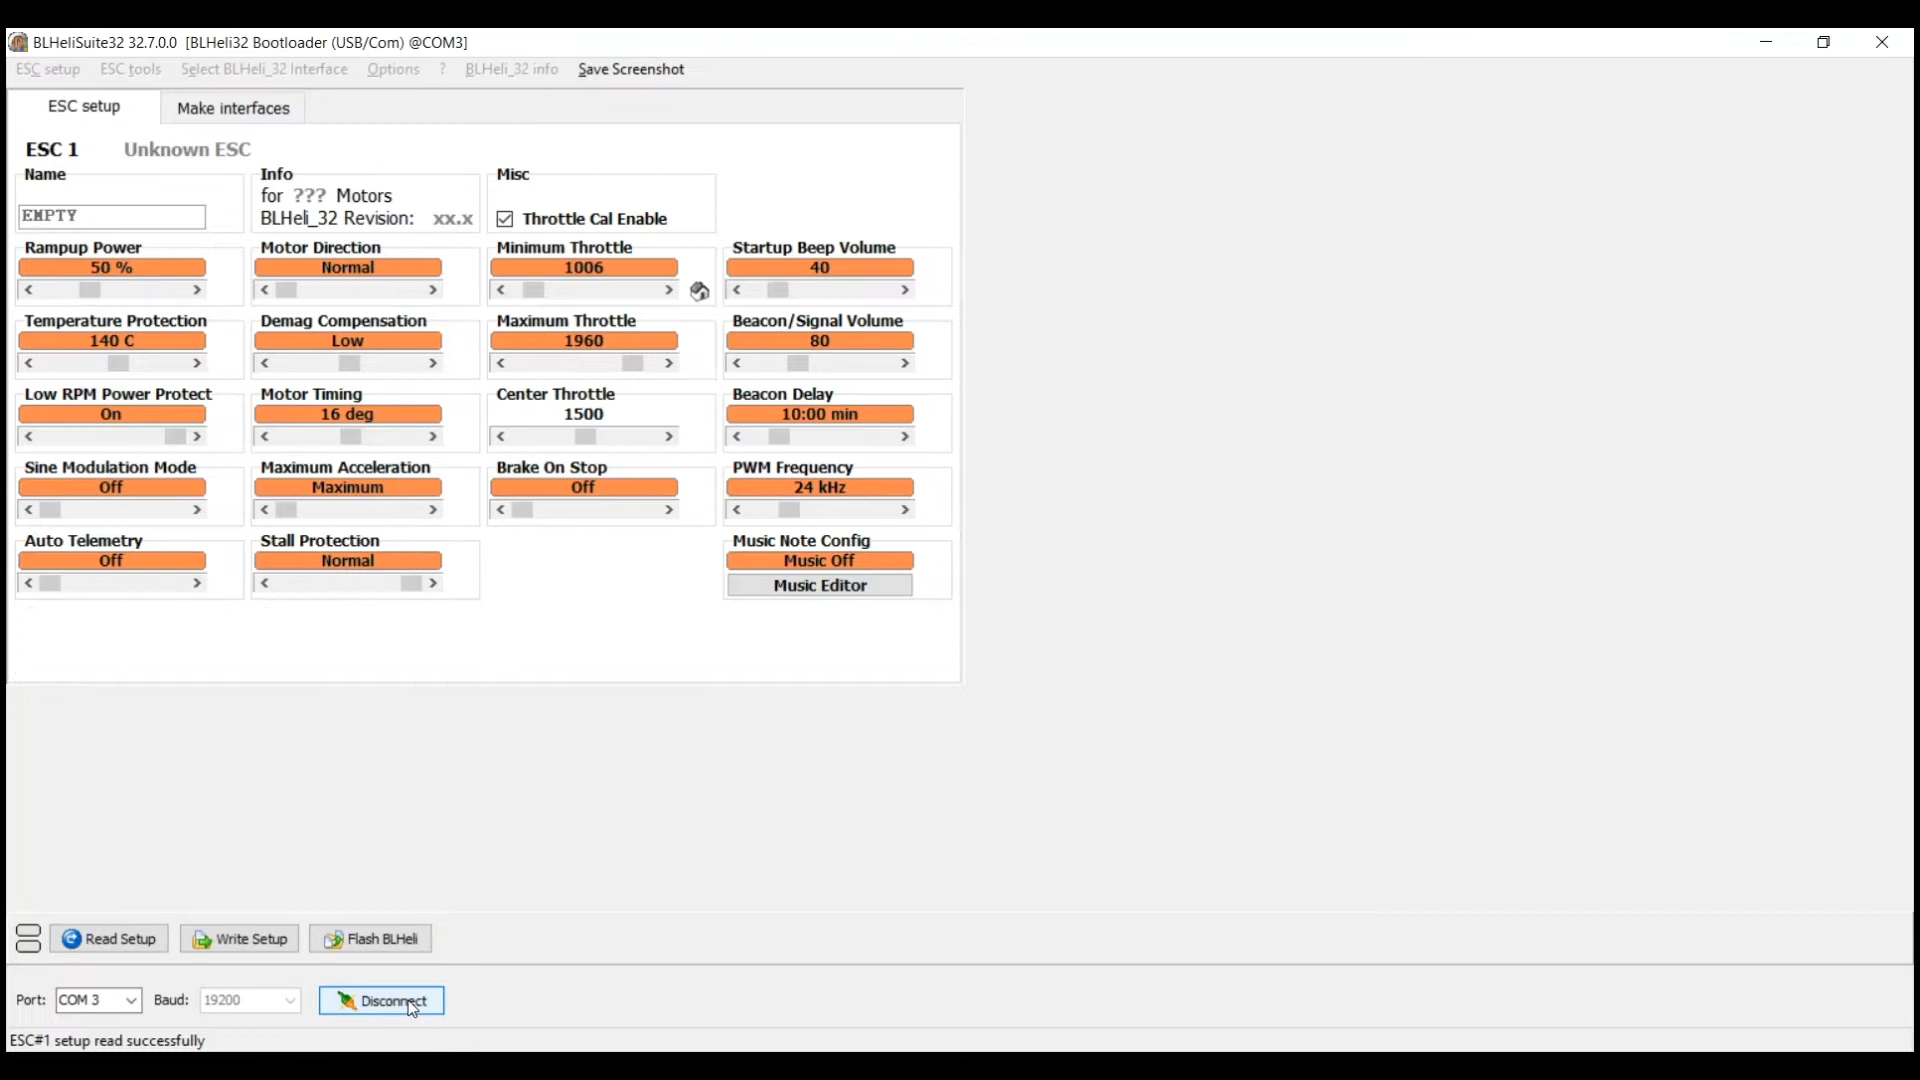 BLHeliSuite32 32.7.0.0 [BLHeli32 Bootloader (USB/Com) @COM3]
ESC setup ESC tools Select BLHeli_32 Interface Options ? BLHeli_32 info Save Screenshot
ESC setup Make interfaces
ESC 1 Unknown ESC
Name Info Misc
for ??? Motors
EMPTY BLHeli_32 Revision: xx.x Throttle Cal Enable
Rampup Power Motor Direction Minimum Throttle Startup Beep Volume
50 % Normal 1006 40
Temperature Protection Demag Compensation Maximum Throttle Beacon/Signal Volume
140 C Low 1960 80
Low RPM Power Protect Motor Timing Center Throttle Beacon Delay
On 16 deg 1500 10:00 min
Sine Modulation Mode Maximum Acceleration Brake On Stop PWM Frequency
Off Maximum Off 24 kHz
Auto Telemetry Stall Protection Music Note Config
Off Normal Music Off
Music Editor
Read Setup Write Setup Flash BLHeli
Port: COM 3 Baud: 19200 Disconnect
ESC#1 setup read successfully